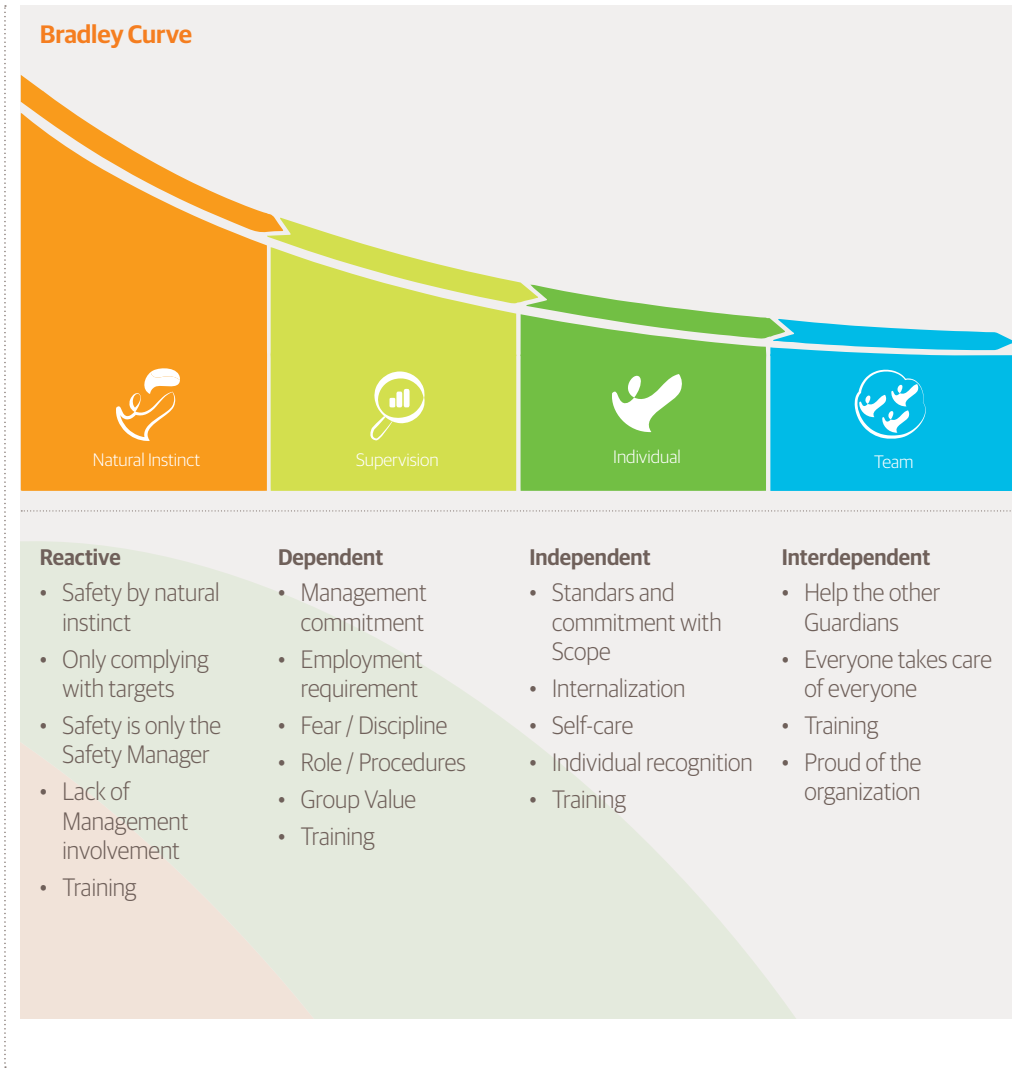 Bradley Curve
Natural Instinct
Supervision
Individual
Team
Reactive
• Safety by natural
instinct
• Only complying
with targets
• Safety is only the
Safety Manager
• Lack of
Management
involvement
• Training
Dependent
• Management
commitment
• Employment
requirement
• Fear / Discipline
• Role / Procedures
• Group Value
• Training
Independent
• Standars and
commitment with
Scope
• Internalization
• Self-care
• Individual recognition
• Training
Interdependent
• Help the other
Guardians
• Everyone takes care
of everyone
• Training
• Proud of the
organization